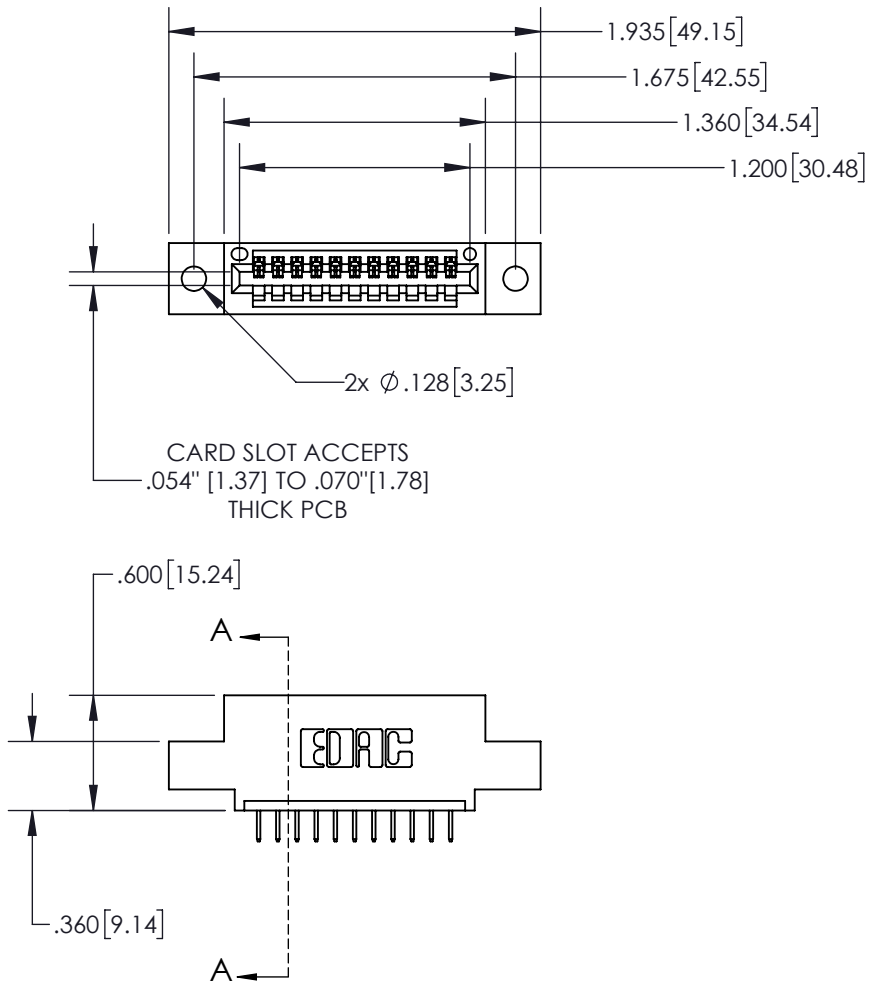 1.935[49.15]
1.675[42.55]
1.360[34.54]
1.200[30.48]
2x ∅.128[3.25]
CARD SLOT ACCEPTS
.054" [1.37] TO .070"[1.78]
THICK PCB
.600[15.24]
A
EDAC
.360[9.14]
A